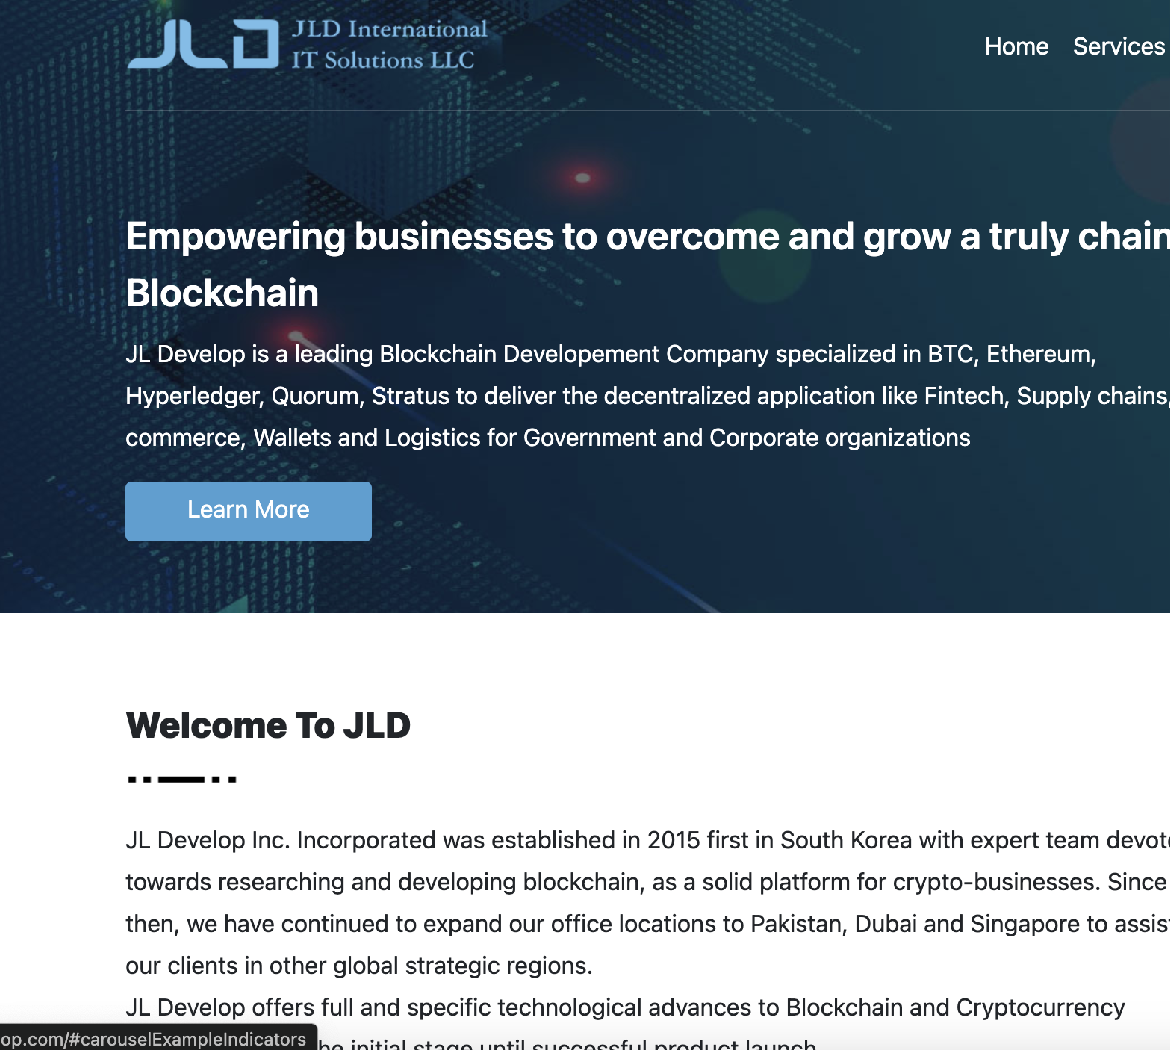 JLD JLD International
IT Solutions LLC
Home Services
Empowering businesses to overcome and grow a truly chain
Blockchain
JL Develop is a leading Blockchain Developement Company specialized in BTC, Ethereum,
Hyperledger, Quorum, Stratus to deliver the decentralized application like Fintech, Supply chains,
commerce, Wallets and Logistics for Government and Corporate organizations
Learn More
Welcome To JLD
JL Develop Inc. Incorporated was established in 2015 first in South Korea with expert team devote
towards researching and developing blockchain, as a solid platform for crypto-businesses. Since
then, we have continued to expand our office locations to Pakistan, Dubai and Singapore to assis
our clients in other global strategic regions.
JL Develop offers full and specific technological advances to Blockchain and Cryptocurrency
he initial stage until successful product launch
op.com/#carouselExampleIndicators